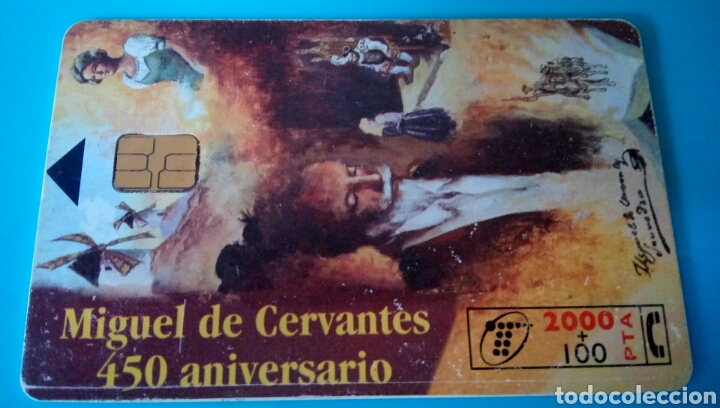 Miguel de Cervantes
450 aniversario
2000
+
100
PTA
todocoleccion